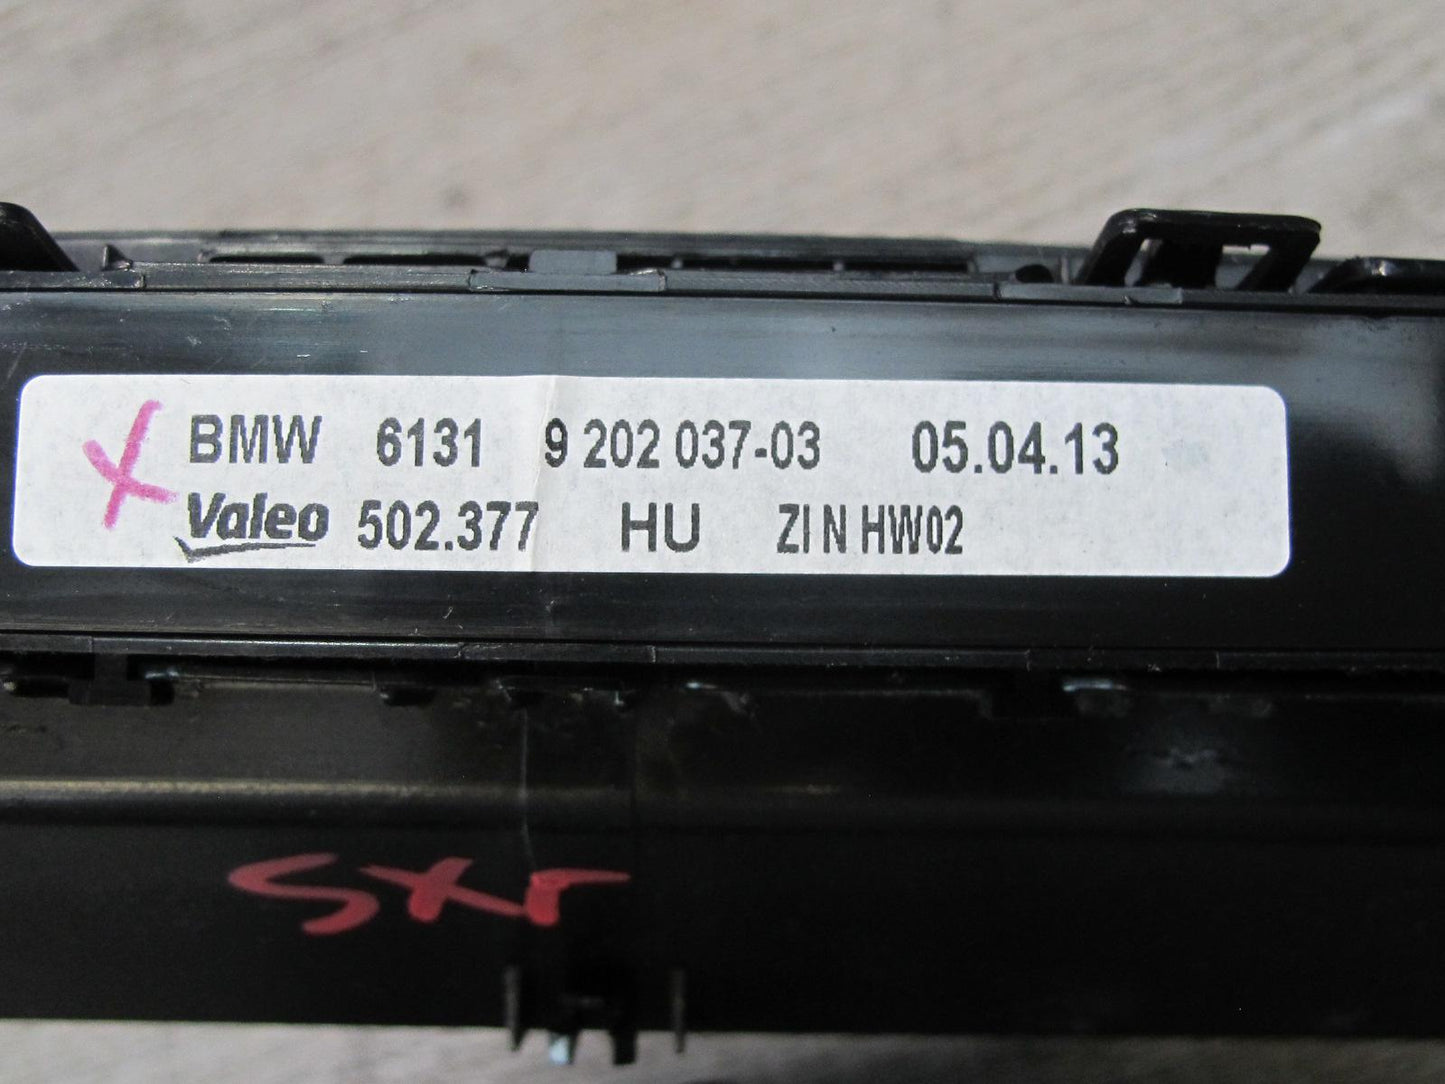 BMW 6131 9 202 037-03 05.04.13
Valeo 502.377 HU ZI N HW02
sxr